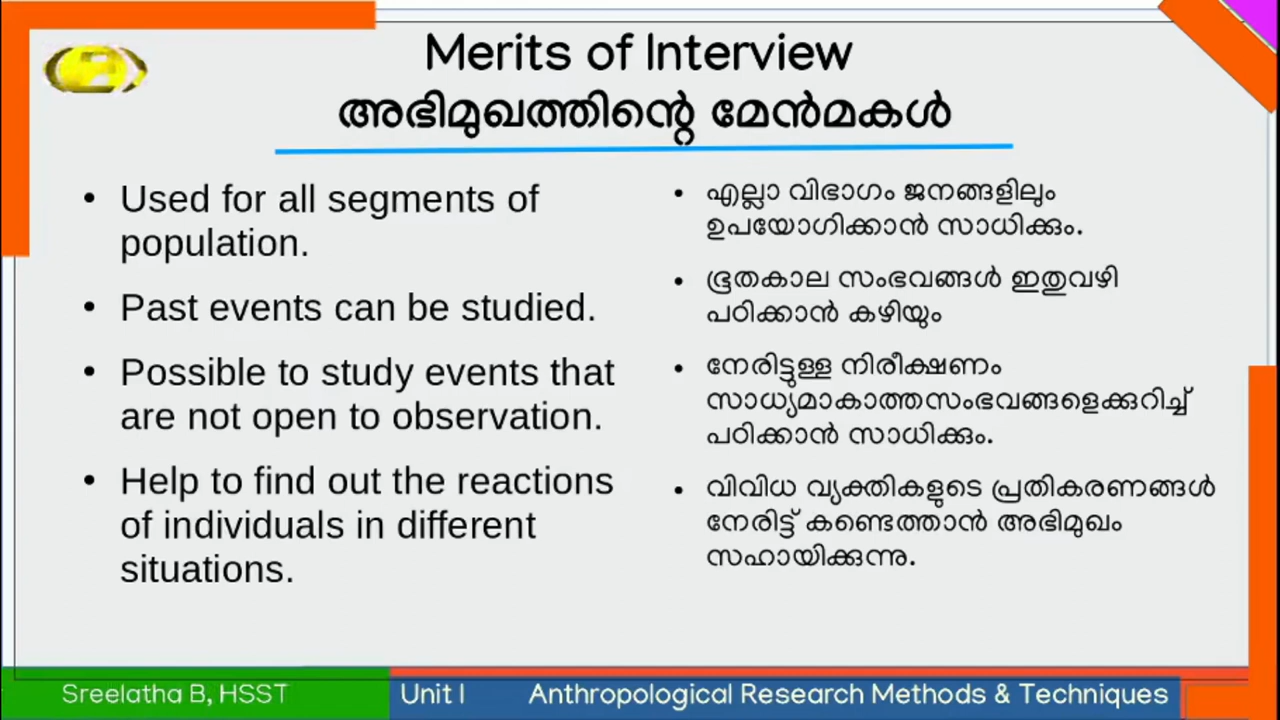 Merits of Interview
അഭിമുഖത്തിന്റെ മേൻമകൾ
• Used for all segments of
population.
• Past events can be studied.
• Possible to study events that
are not open to observation.
• Help to find out the reactions
of individuals in different
situations.
• എല്ലാ വിഭാഗം ജനങ്ങളിലും
ഉപയോഗിക്കാൻ സാധിക്കും.
• ഭൂതകാല സംഭവങ്ങൾ ഇതുവഴി
പഠിക്കാൻ കഴിയും
• നേരിട്ടുള്ള നിരീക്ഷണം
സാധ്യമാകാത്തസംഭവങ്ങളെക്കുറിച്ച്
പഠിക്കാൻ സാധിക്കും.
• വിവിധ വ്യക്തികളുടെ പ്രതികരണങ്ങൾ
നേരിട്ട് കണ്ടെത്താൻ അഭിമുഖം
സഹായിക്കുന്നു.
Sreelatha B, HSST
Unit I
Anthropological Research Methods & Techniques